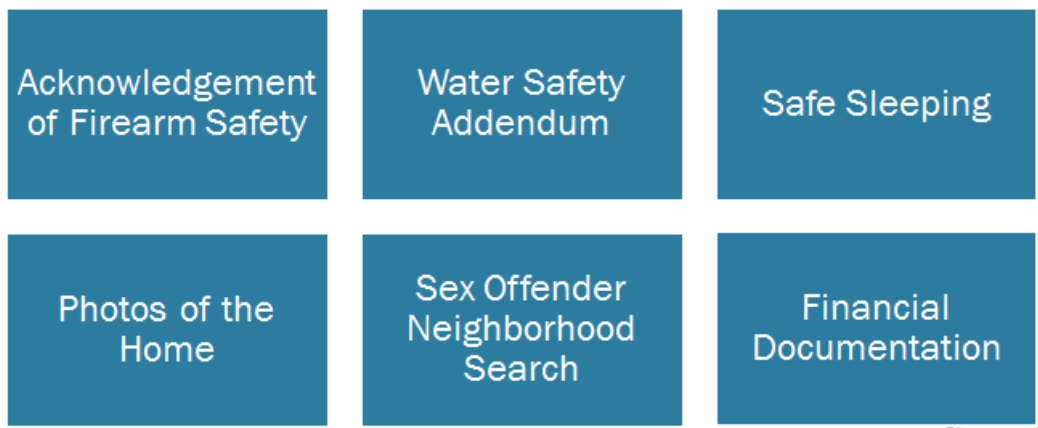 Acknowledgement
of Firearm Safety
Water Safety
Addendum
Safe Sleeping
Photos of the
Home
Sex Offender
Neighborhood
Search
Financial
Documentation